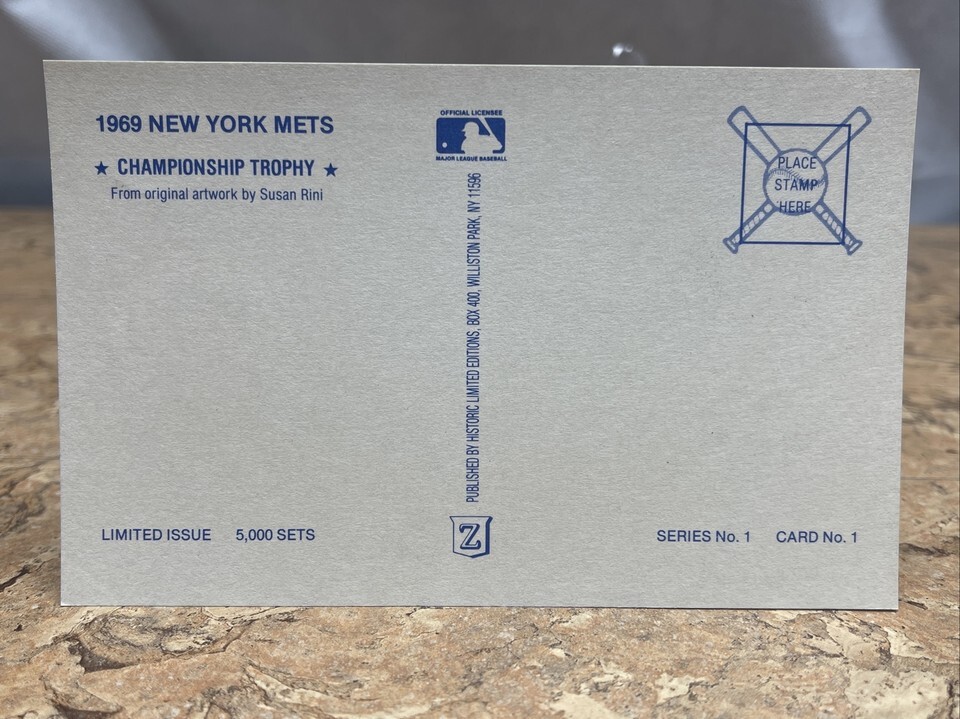 1969 NEW YORK METS
★ CHAMPIONSHIP TROPHY ★
From original artwork by Susan Rini
OFFICIAL LICENSEE
MAJOR LEAGUE BASEBALL
PUBLISHED BY HISTORIC LIMITED EDITIONS, BOX 400, WILLISTON PARK, NY 11596
Z
PLACE
STAMP
HERE
LIMITED ISSUE 5,000 SETS
SERIES No. 1 CARD No. 1